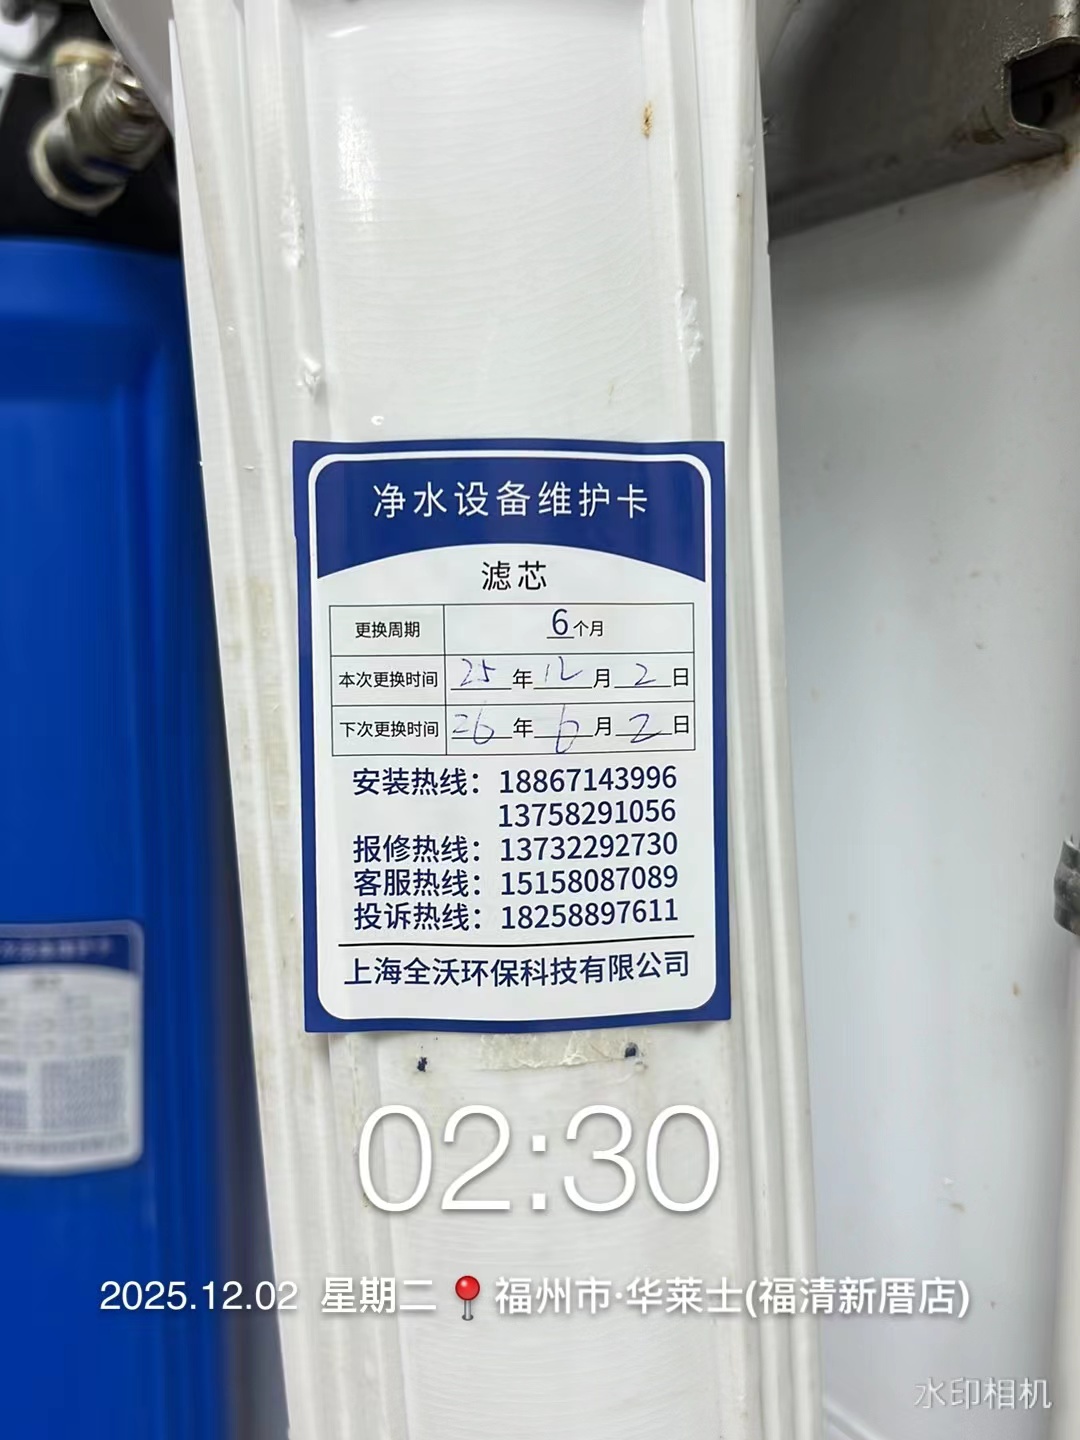 净水设备维护卡
滤芯
更换周期 6个月
本次更换时间 25年12月2日
下次更换时间 26年6月2日
安装热线：18867143996
13758291056
报修热线：13732292730
客服热线：15158087089
投诉热线：18258897611
上海全沃环保科技有限公司
02:30
2025.12.02 星期二 福州市·华莱士(福清新厝店)
水印相机